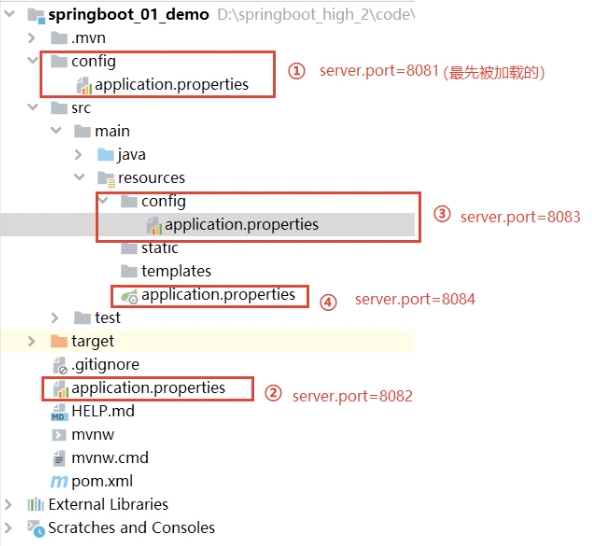 springboot_01_demo D:\springboot_high_2\code\
.mvn
config
① server.port=8081 (最先被加载的)
application.properties
src
main
java
resources
config
③ server.port=8083
application.properties
static
templates
application.properties
④ server.port=8084
test
target
.gitignore
application.properties
② server.port=8082
MD HELP.md
mvnw
mvnw.cmd
m pom.xml
External Libraries
Scratches and Consoles